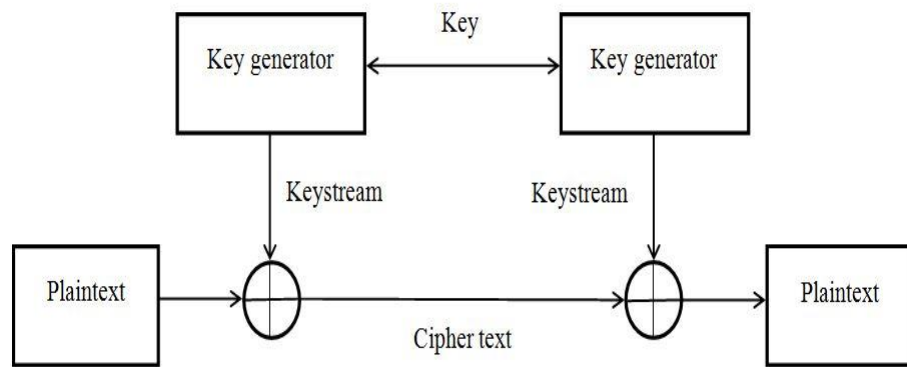 Key
Key generator
Key generator
Keystream
Keystream
Plaintext
Plaintext
Cipher text